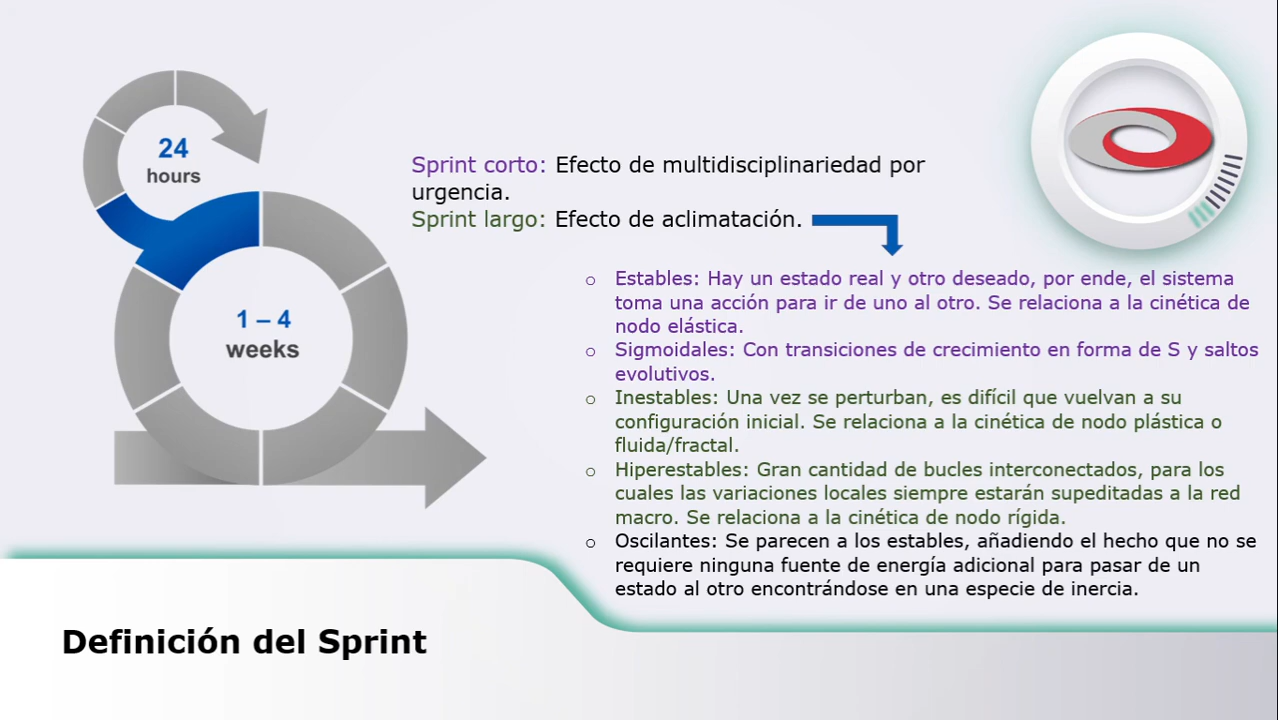 24
hours
1 – 4
weeks
Sprint corto: Efecto de multidisciplinariedad por
urgencia.
Sprint largo: Efecto de aclimatación.
o Estables: Hay un estado real y otro deseado, por ende, el sistema
toma una acción para ir de uno al otro. Se relaciona a la cinética de
nodo elástica.
o Sigmoidales: Con transiciones de crecimiento en forma de S y saltos
evolutivos.
o Inestables: Una vez se perturban, es difícil que vuelvan a su
configuración inicial. Se relaciona a la cinética de nodo plástica o
fluida/fractal.
o Hiperestables: Gran cantidad de bucles interconectados, para los
cuales las variaciones locales siempre estarán supeditadas a la red
macro. Se relaciona a la cinética de nodo rígida.
o Oscilantes: Se parecen a los estables, añadiendo el hecho que no se
requiere ninguna fuente de energía adicional para pasar de un
estado al otro encontrándose en una especie de inercia.
Definición del Sprint